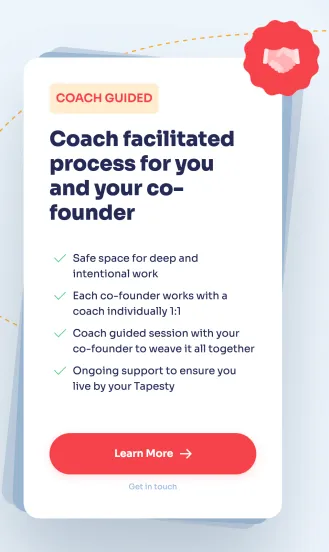 COACH GUIDED
Coach facilitated
process for you
and your co-
founder
Safe space for deep and
intentional work
Each co-founder works with a
coach individually 1:1
Coach guided session with your
co-founder to weave it all together
Ongoing support to ensure you
live by your Tapesty
Learn More →
Get in touch